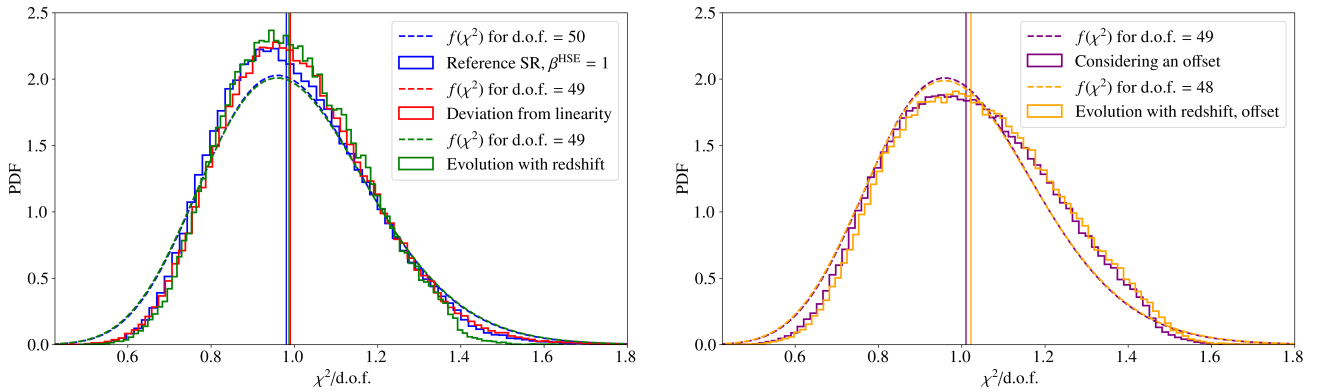 2.5
2.0
1.5
1.0
0.5
0.0
PDF
0.6 0.8 1.0 1.2 1.4 1.6 1.8
χ²/d.o.f.
f(χ²) for d.o.f. = 50
Reference SR, β^HSE = 1
f(χ²) for d.o.f. = 49
Deviation from linearity
f(χ²) for d.o.f. = 49
Evolution with redshift
2.5
2.0
1.5
1.0
0.5
0.0
PDF
0.6 0.8 1.0 1.2 1.4 1.6 1.8
χ²/d.o.f.
f(χ²) for d.o.f. = 49
Considering an offset
f(χ²) for d.o.f. = 48
Evolution with redshift, offset